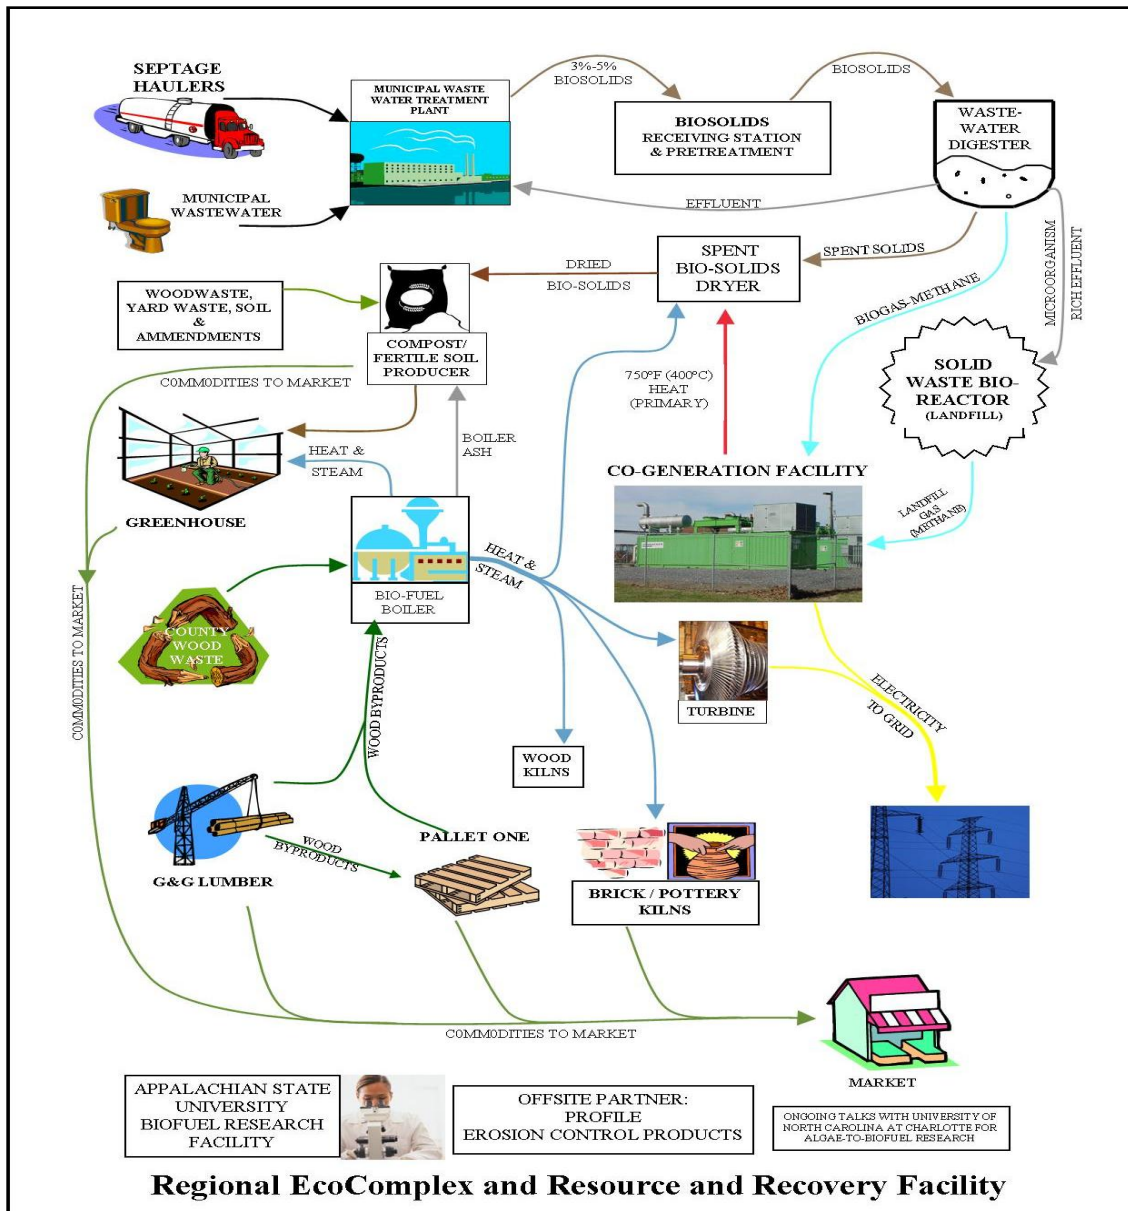 SEPTAGE
HAULERS
MUNICIPAL WASTE
WATER TREATMENT
PLANT
3%-5%
BIOSOLIDS
BIOSOLIDS
RECEIVING STATION
& PRETREATMENT
BIOSOLIDS
WASTE-
WATER
DIGESTER
MUNICIPAL
WASTEWATER
EFFLUENT
MICROORGANISM
RICH EFFLUENT
SPENT SOLIDS
SPENT
BIO-SOLIDS
DRYER
DRIED
BIO-SOLIDS
BIOGAS-METHANE
WOODWASTE,
YARD WASTE, SOIL
&
AMMENDMENTS
COMPOST/
FERTILE SOIL
PRODUCER
C0MM0DITIES TO MARKET
750°F (400°C)
HEAT
(PRIMARY)
SOLID
WASTE BIO-
REACTOR
(LANDFILL)
HEAT &
STEAM
BOILER
ASH
CO-GENERATION FACILITY
LANDFILL
GAS
(METHANE)
GREENHOUSE
HEAT &
STEAM
BIO-FUEL
BOILER
COUNTY
WOOD
WASTE
C0MM0DITIES TO MARKET
WOOD BYPRODUCTS
TURBINE
ELECTRICITY
TO GRID
WOOD
KILNS
G&G LUMBER
WOOD
BYPRODUCTS
PALLET ONE
BRICK / POTTERY
KILNS
C0MM0DITIES TO MARKET
MARKET
APPALACHIAN STATE
UNIVERSITY
BIOFUEL RESEARCH
FACILITY
OFFSITE PARTNER:
PROFILE
EROSION CONTROL PRODUCTS
ONGOING TALKS WITH UNIVERSITY OF
NORTH CAROLINA AT CHARLOTTE FOR
ALGAE-TO-BIOFUEL RESEARCH
Regional EcoComplex and Resource and Recovery Facility